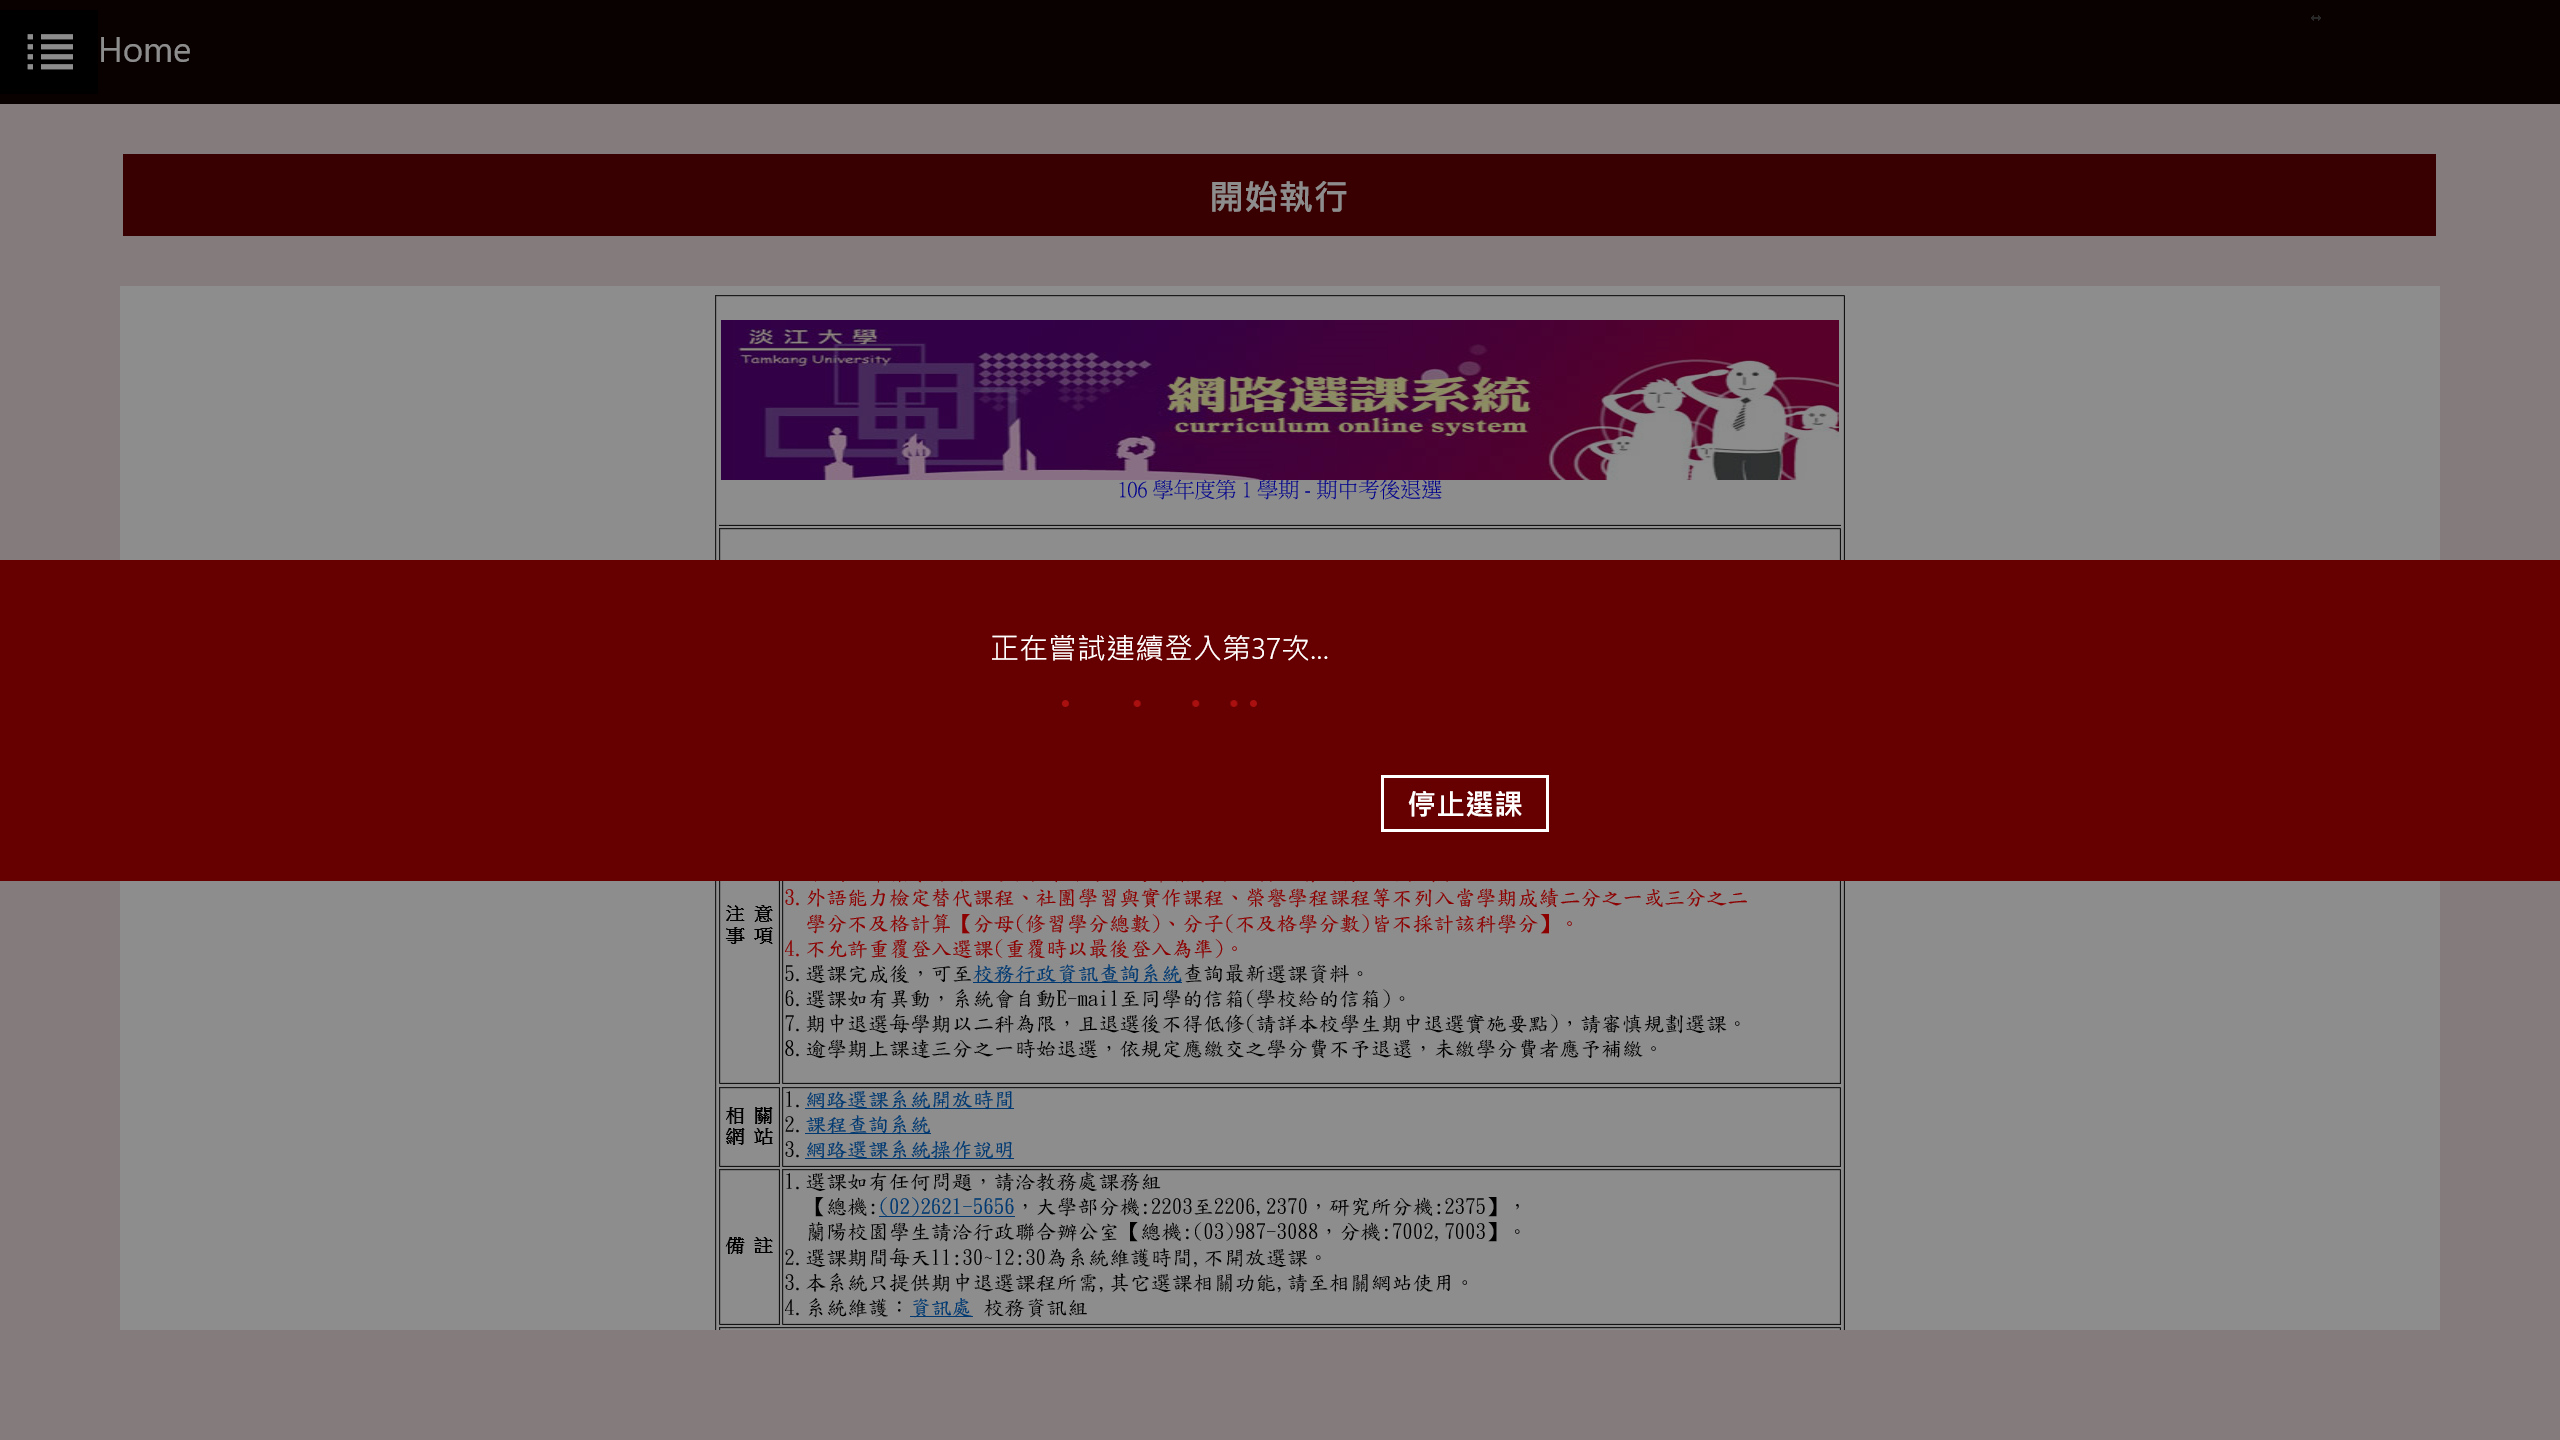 Home
開始執行
淡江大學
Tamkang University
網路選課系統
curriculum online system
106 學年度第 1 學期 - 期中考後退選
正在嘗試連續登入第37次...
停止選課
注 意
事 項
3. 外語能力檢定替代課程、社團學習與實作課程、榮譽學程課程等不列入當學期成績二分之一或三分之二
學分不及格計算【分母(修習學分總數)、分子(不及格學分數)皆不採計該科學分】。
4. 不允許重覆登入選課(重覆時以最後登入為準)。
5. 選課完成後，可至校務行政資訊查詢系統查詢最新選課資料。
6. 選課如有異動，系統會自動E-mail至同學的信箱(學校給的信箱)。
7. 期中退選每學期以二科為限，且退選後不得低修(請詳本校學生期中退選實施要點)，請審慎規劃選課。
8. 逾學期上課達三分之一時始退選，依規定應繳交之學分費不予退還，未繳學分費者應予補繳。
相 關
網 站
1. 網路選課系統開放時間
2. 課程查詢系統
3. 網路選課系統操作說明
備 註
1. 選課如有任何問題，請洽教務處課務組
【總機:(02)2621-5656，大學部分機:2203至2206,2370，研究所分機:2375】，
蘭陽校園學生請洽行政聯合辦公室【總機:(03)987-3088，分機:7002,7003】。
2. 選課期間每天11:30~12:30為系統維護時間,不開放選課。
3. 本系統只提供期中退選課程所需,其它選課相關功能,請至相關網站使用。
4. 系統維護：資訊處 校務資訊組